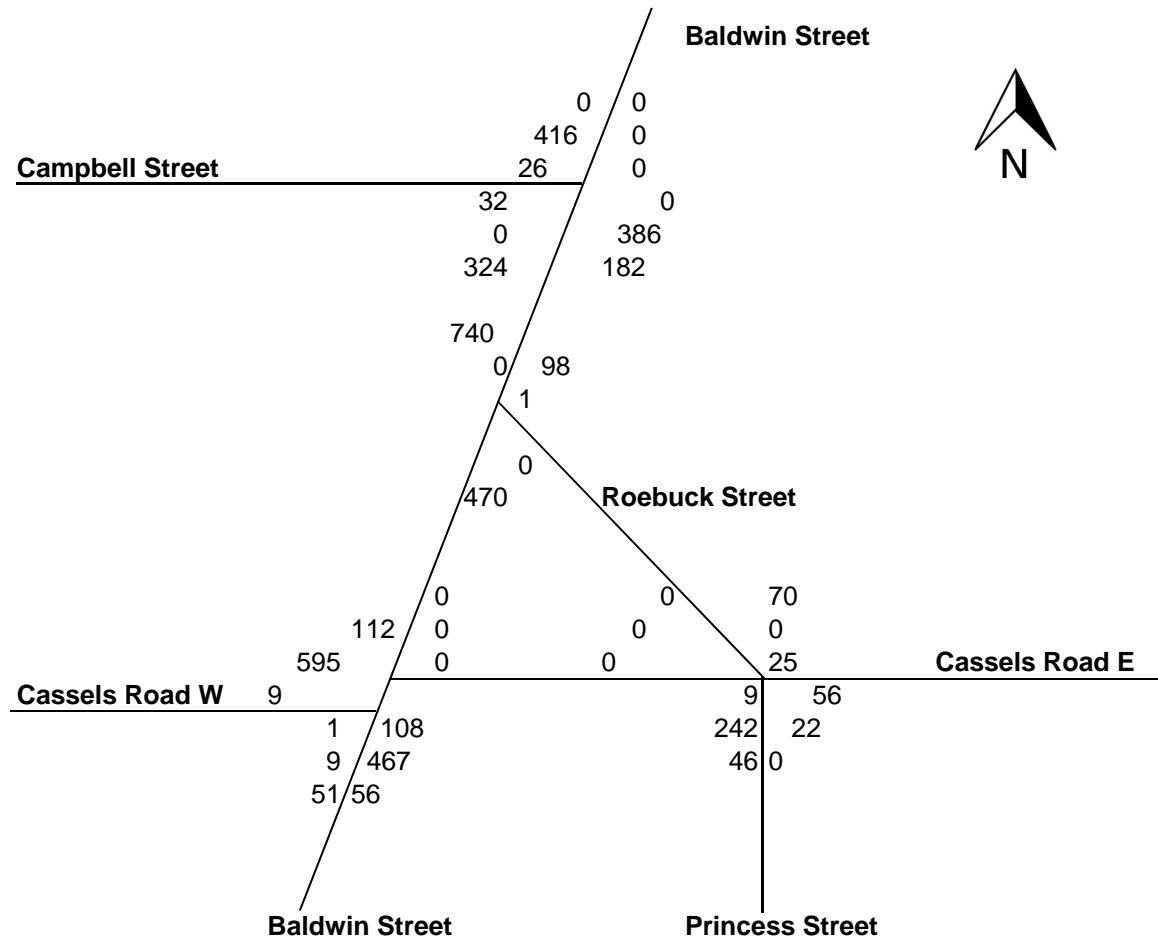 Baldwin Street
0 0
416 0
Campbell Street 26 0
N
32 0
0 386
324 182
740
0 98
1
0
470 Roebuck Street
0 0 70
112 0 0 0
595 0 0 25 Cassels Road E
Cassels Road W 9 9 56
1 108 242 22
9 467 46 0
51 56
Baldwin Street Princess Street